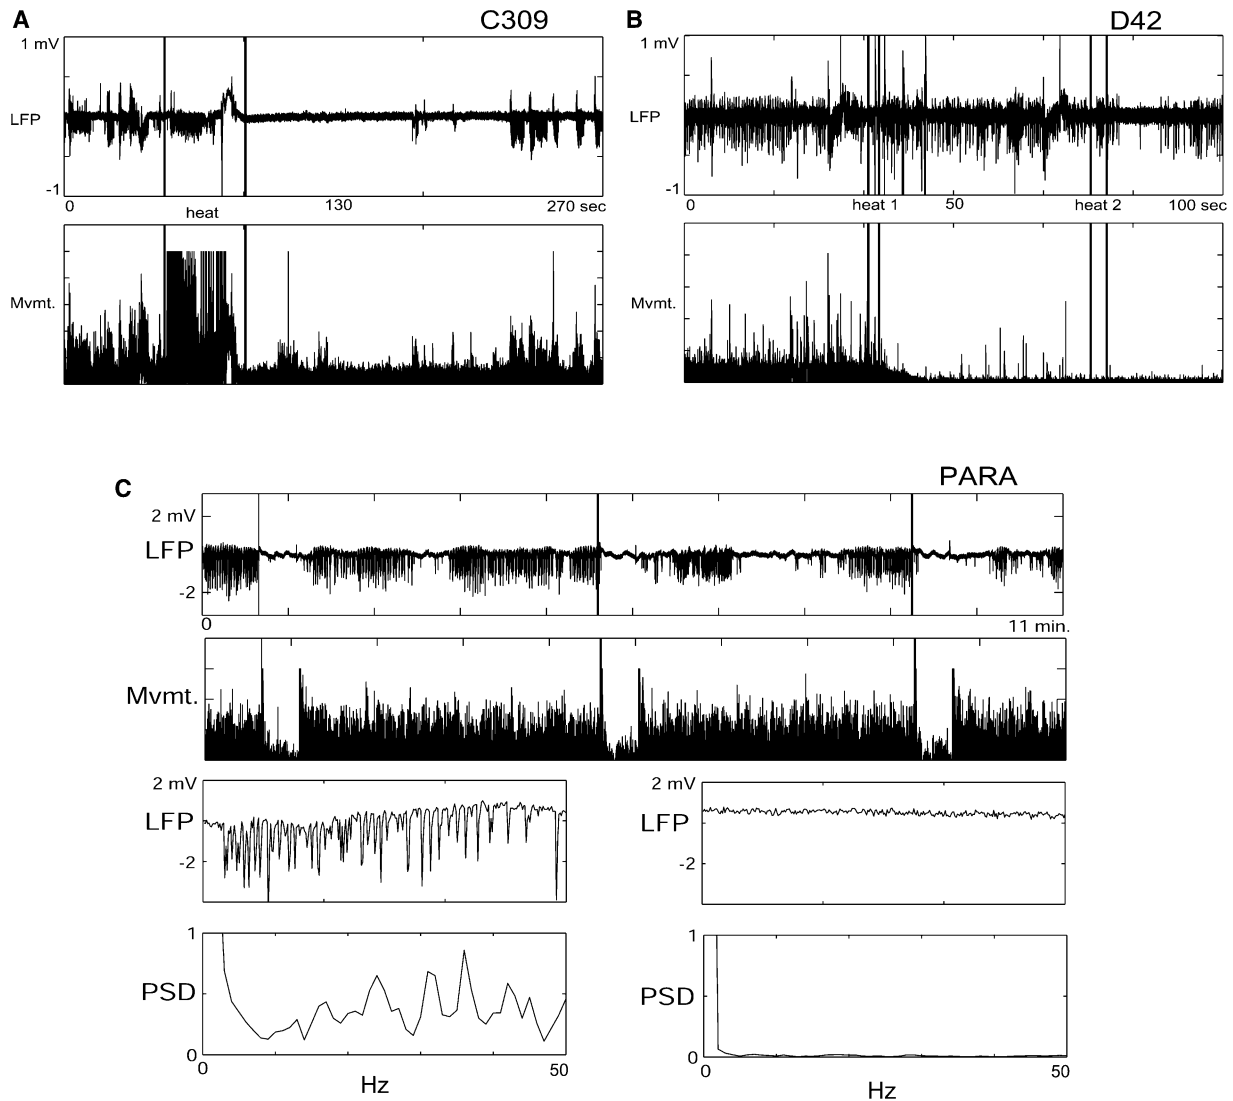 A
C309
1 mV
LFP
-1
0
heat
130
270 sec
Mvmt.
B
D42
1 mV
LFP
-1
0
heat 1
50
heat 2
100 sec
Mvmt.
C
PARA
2 mV
LFP
-2
0
11 min.
Mvmt.
2 mV
LFP
-2
2 mV
LFP
-2
1
PSD
0
0
50
Hz
1
PSD
0
0
50
Hz